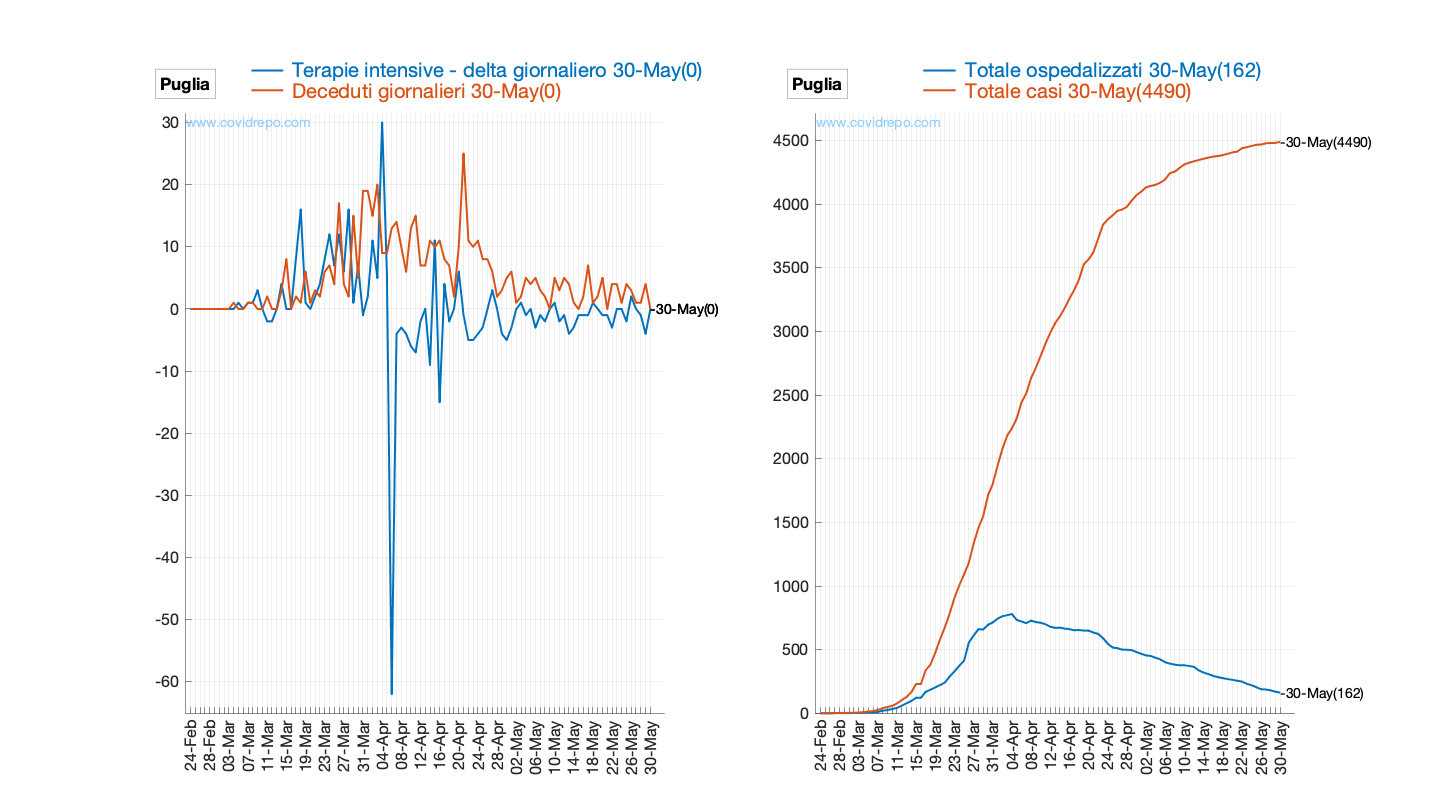 Puglia
Terapie intensive - delta giornaliero 30-May(0)
Deceduti giornalieri 30-May(0)
www.covidrepo.com
30
20
10
0
-10
-20
-30
-40
-50
-60
30-May(0)
24-Feb
28-Feb
03-Mar
07-Mar
11-Mar
15-Mar
19-Mar
23-Mar
27-Mar
31-Mar
04-Apr
08-Apr
12-Apr
16-Apr
20-Apr
24-Apr
28-Apr
02-May
06-May
10-May
14-May
18-May
22-May
26-May
30-May
Puglia
Totale ospedalizzati 30-May(162)
Totale casi 30-May(4490)
www.covidrepo.com
4500
4000
3500
3000
2500
2000
1500
1000
500
0
30-May(4490)
30-May(162)
24-Feb
28-Feb
03-Mar
07-Mar
11-Mar
15-Mar
19-Mar
23-Mar
27-Mar
31-Mar
04-Apr
08-Apr
12-Apr
16-Apr
20-Apr
24-Apr
28-Apr
02-May
06-May
10-May
14-May
18-May
22-May
26-May
30-May